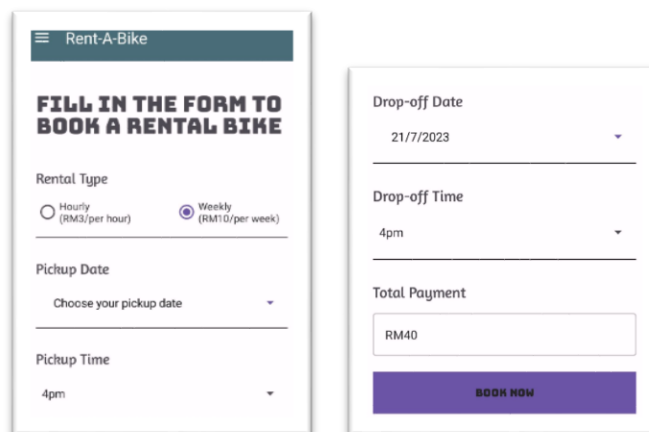 Rent-A-Bike
FILL IN THE FORM TO
BOOK A RENTAL BIKE
Rental Type
Hourly
(RM3/per hour)
Weekly
(RM10/per week)
Pickup Date
Choose your pickup date
Pickup Time
4pm
Drop-off Date
21/7/2023
Drop-off Time
4pm
Total Payment
RM40
BOOK NOW